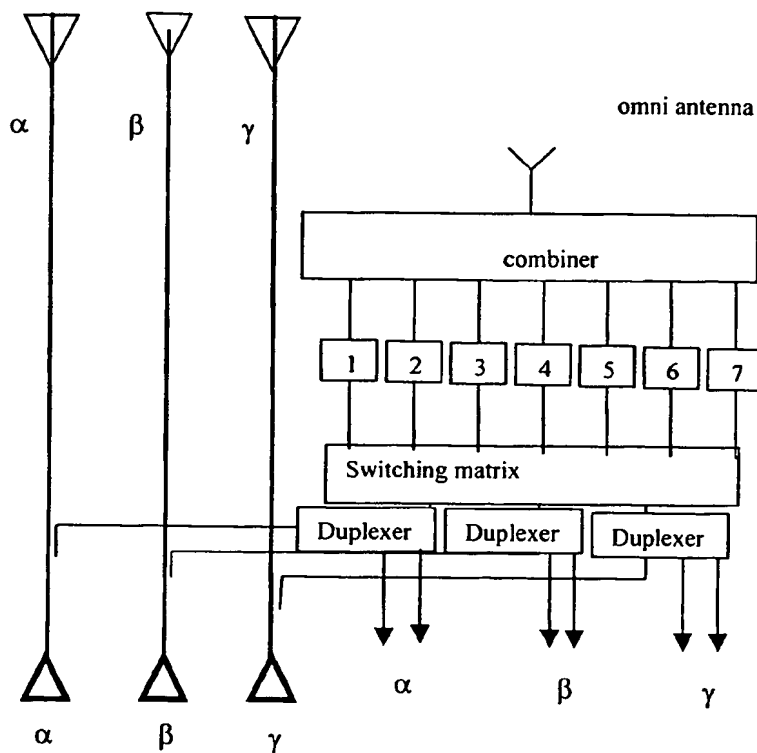 omni antenna
α β γ
combiner
1 2 3 4 5 6 7
Switching matrix
Duplexer Duplexer Duplexer
α β γ
α β γ